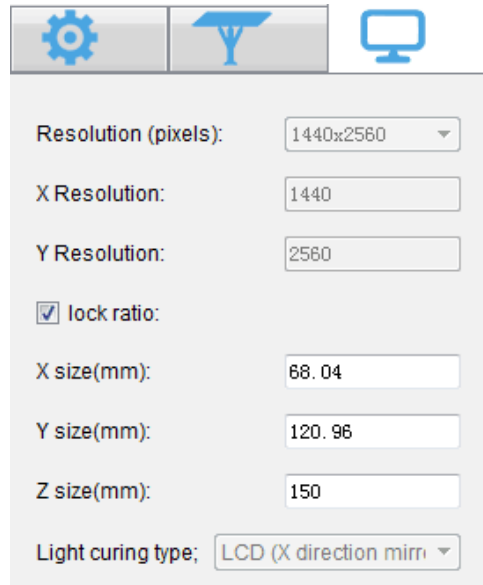 Resolution (pixels): 1440x2560
X Resolution: 1440
Y Resolution: 2560
lock ratio:
X size(mm): 68.04
Y size(mm): 120.96
Z size(mm): 150
Light curing type; LCD (X direction mirr